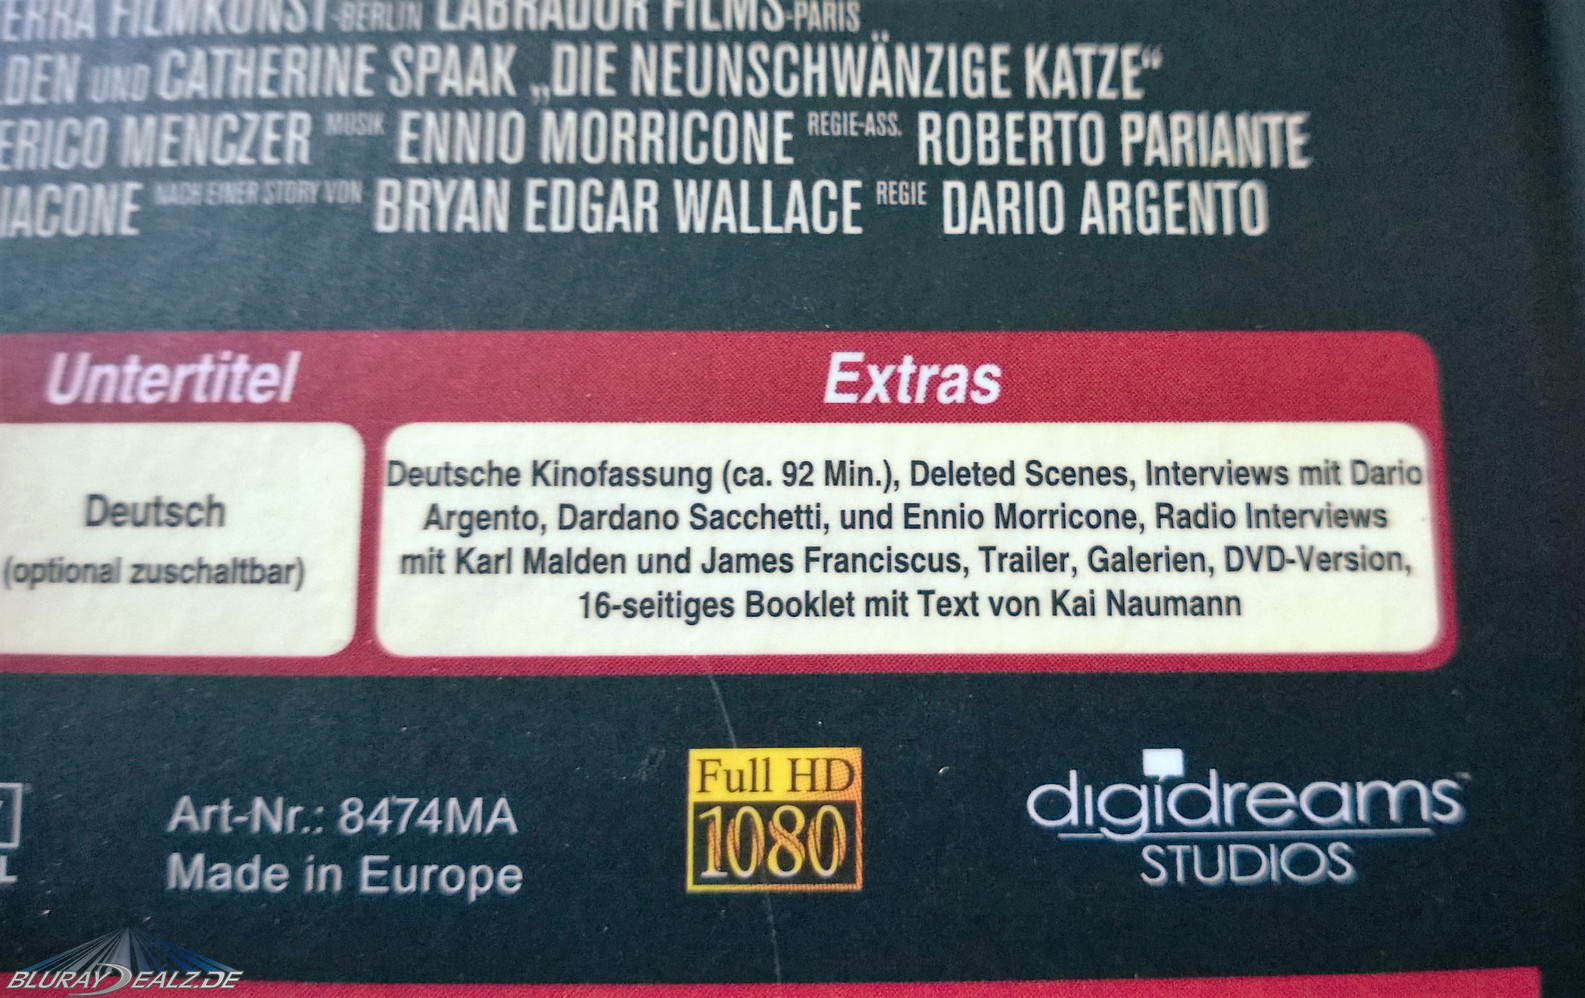 ERRA FILMKUNST-BERLIN LABRADOR FILMS-PARIS
LDEN UND CATHERINE SPAAK „DIE NEUNSCHWÄNZIGE KATZE“
ERICO MENCZER MUSIK ENNIO MORRICONE REGIE-ASS. ROBERTO PARIANTE
IACONE NACH EINER STORY VON BRYAN EDGAR WALLACE REGIE DARIO ARGENTO
Untertitel
Deutsch
(optional zuschaltbar)
Extras
Deutsche Kinofassung (ca. 92 Min.), Deleted Scenes, Interviews mit Dario
Argento, Dardano Sacchetti, und Ennio Morricone, Radio Interviews
mit Karl Malden und James Franciscus, Trailer, Galerien, DVD-Version,
16-seitiges Booklet mit Text von Kai Naumann
Art-Nr.: 8474MA
Made in Europe
Full HD
1080
digidreams™
STUDIOS
BLURAYDEALZ.DE